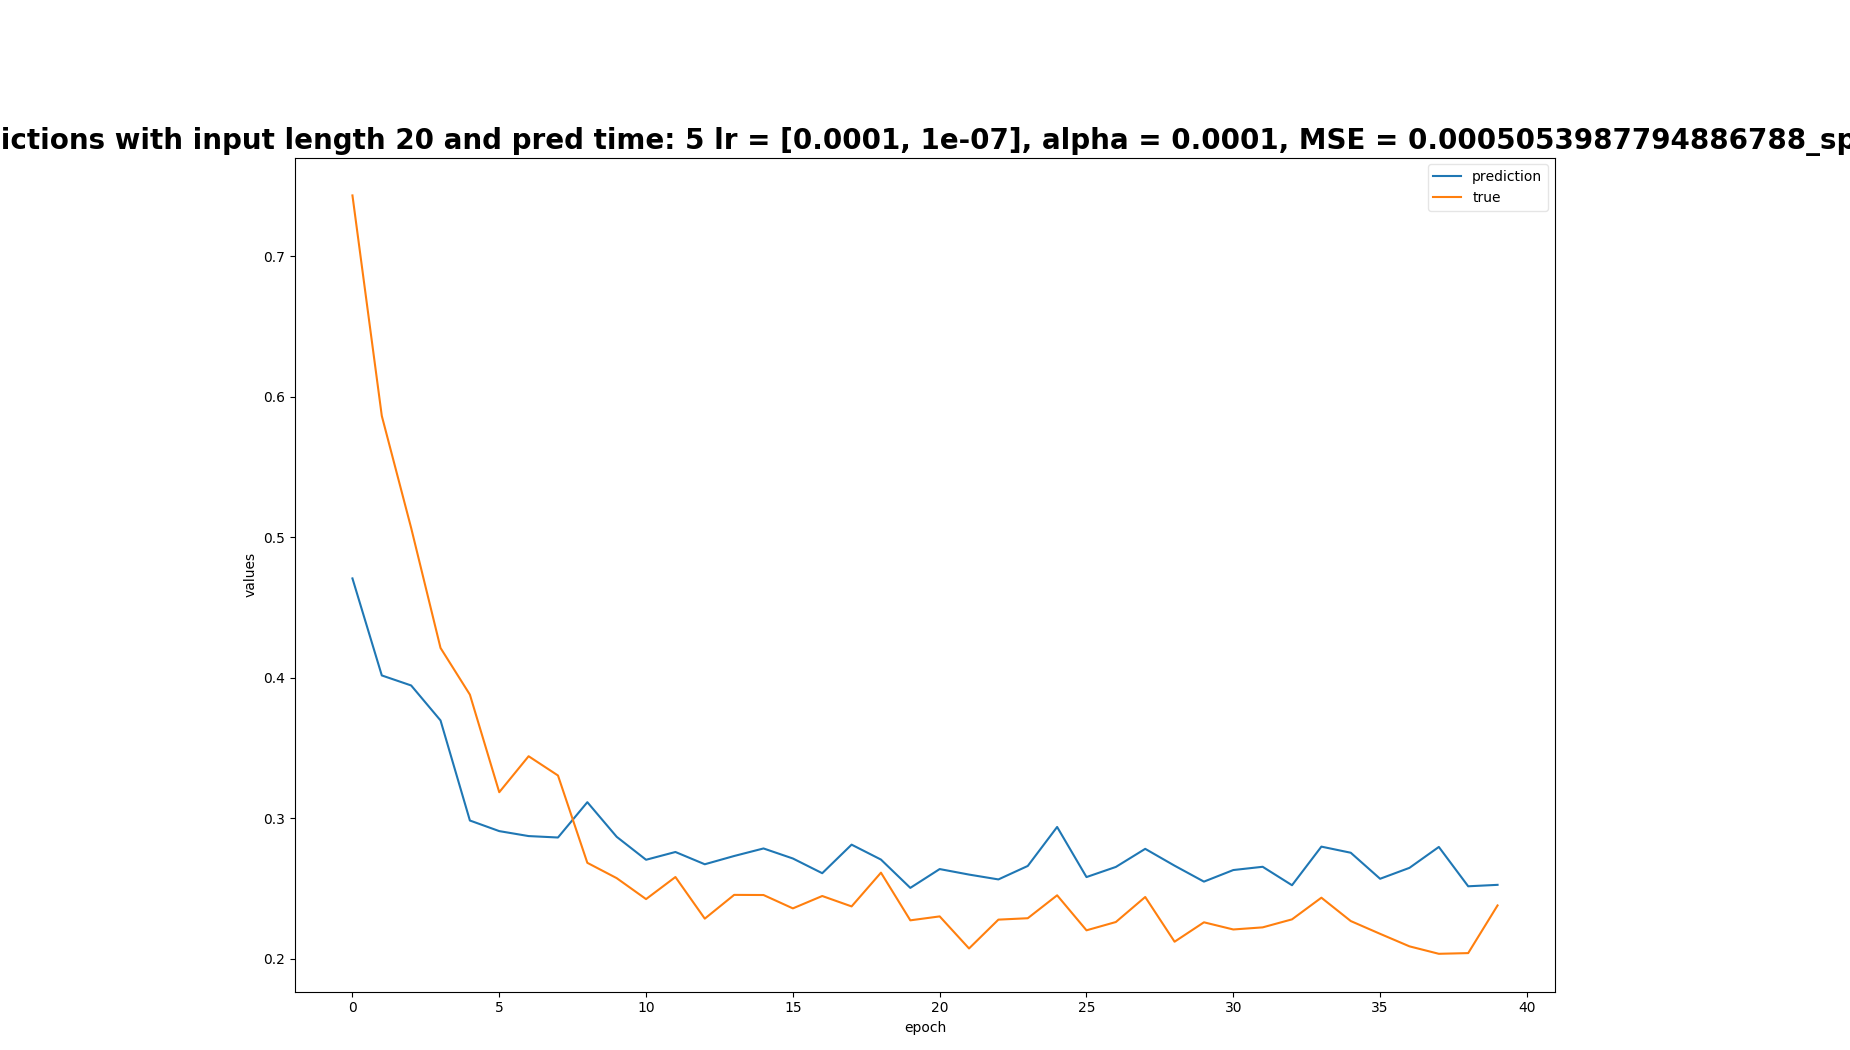 ictions with input length 20 and pred time: 5 lr = [0.0001, 1e-07], alpha = 0.0001, MSE = 0.0005053987794886788_sp
prediction
true
0.7
0.6
0.5
0.4
0.3
0.2
values
0 5 10 15 20 25 30 35 40
epoch